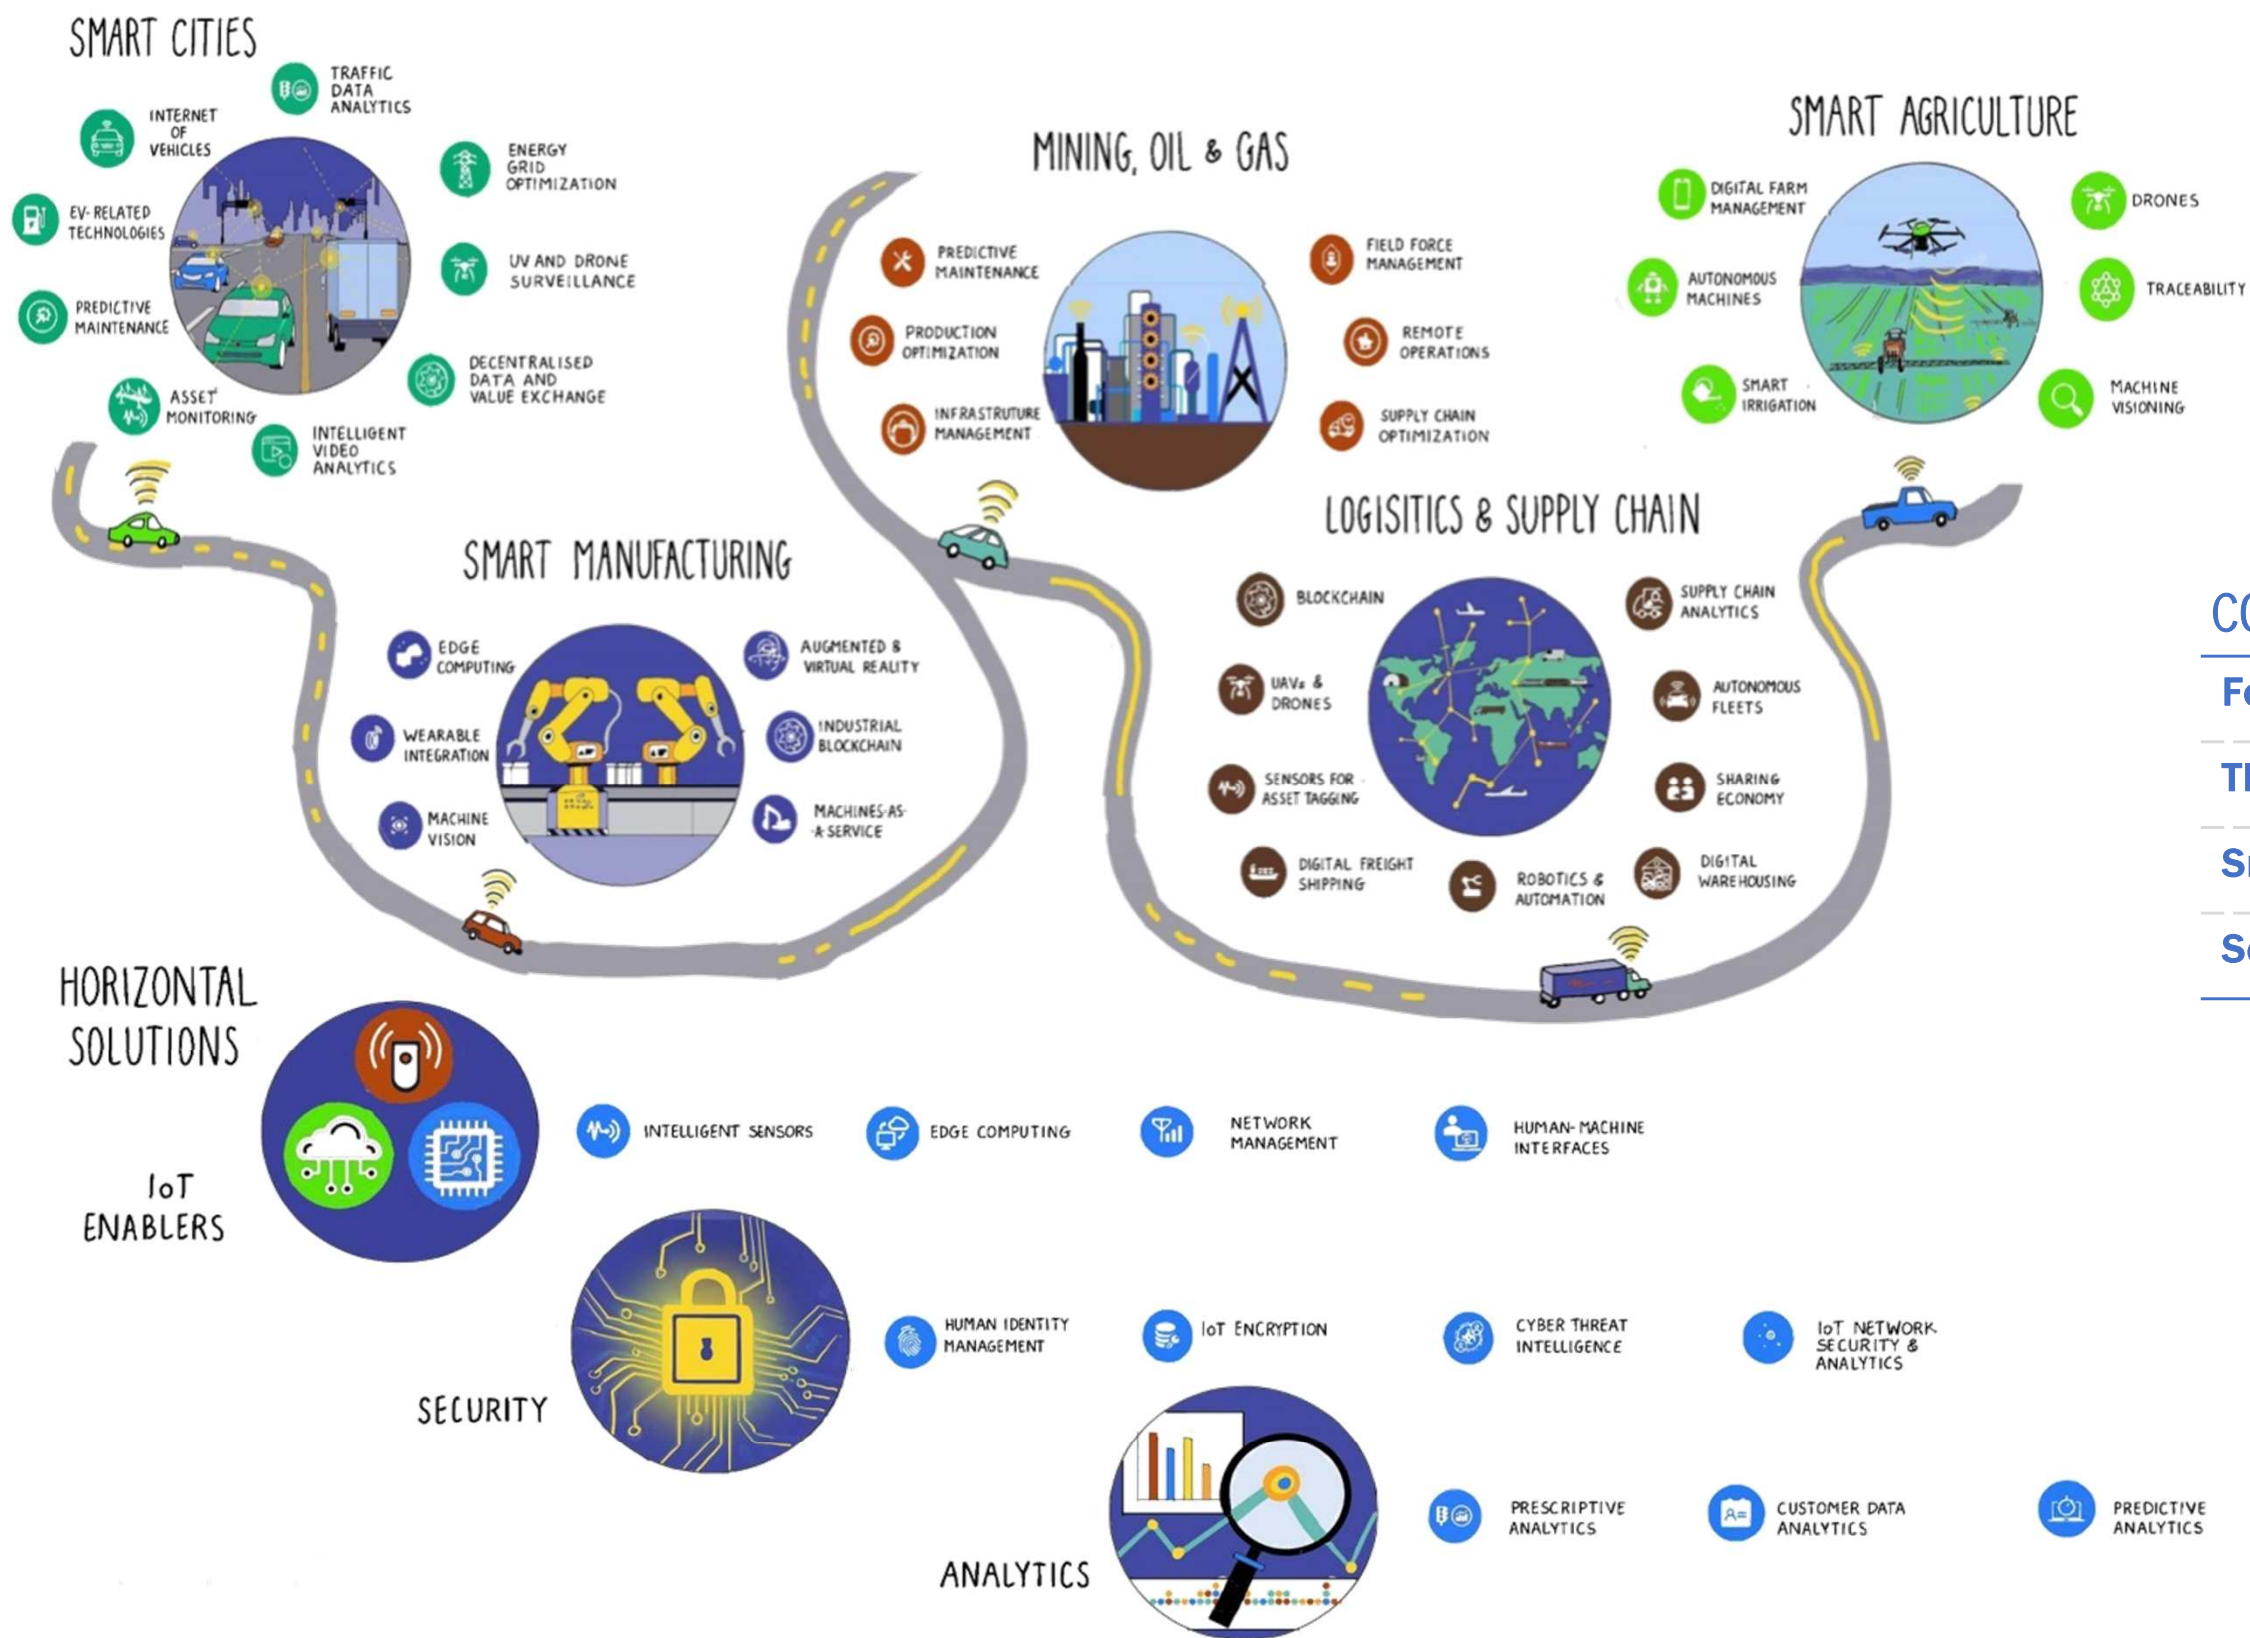 SMART CITIES
TRAFFIC
DATA
ANALYTICS
INTERNET
OF
VEHICLES
ENERGY
GRID
OPTIMIZATION
EV-RELATED
TECHNOLOGIES
UV AND DRONE
SURVEILLANCE
PREDICTIVE
MAINTENANCE
DECENTRALISED
DATA AND
VALUE EXCHANGE
ASSET
MONITORING
INTELLIGENT
VIDEO
ANALYTICS
MINING, OIL & GAS
PREDICTIVE
MAINTENANCE
FIELD FORCE
MANAGEMENT
PRODUCTION
OPTIMIZATION
REMOTE
OPERATIONS
INFRASTRUTURE
MANAGEMENT
SUPPLY CHAIN
OPTIMIZATION
SMART AGRICULTURE
DIGITAL FARM
MANAGEMENT
DRONES
AUTONOMOUS
MACHINES
TRACEABILITY
SMART
IRRIGATION
MACHINE
VISIONING
SMART MANUFACTURING
EDGE
COMPUTING
AUGMENTED &
VIRTUAL REALITY
WEARABLE
INTEGRATION
INDUSTRIAL
BLOCKCHAIN
MACHINE
VISION
MACHINES-AS-
-A-SERVICE
LOGISITICS & SUPPLY CHAIN
BLOCKCHAIN
SUPPLY CHAIN
ANALYTICS
UAVs &
DRONES
AUTONOMOUS
FLEETS
SENSORS FOR
ASSET TAGGING
SHARING
ECONOMY
DIGITAL FREIGHT
SHIPPING
ROBOTICS &
AUTOMATION
DIGITAL
WAREHOUSING
HORIZONTAL
SOLUTIONS
IoT
ENABLERS
INTELLIGENT SENSORS
EDGE COMPUTING
NETWORK
MANAGEMENT
HUMAN-MACHINE
INTERFACES
SECURITY
HUMAN IDENTITY
MANAGEMENT
IoT ENCRYPTION
CYBER THREAT
INTELLIGENCE
IoT NETWORK
SECURITY &
ANALYTICS
ANALYTICS
PRESCRIPTIVE
ANALYTICS
CUSTOMER DATA
ANALYTICS
PREDICTIVE
ANALYTICS